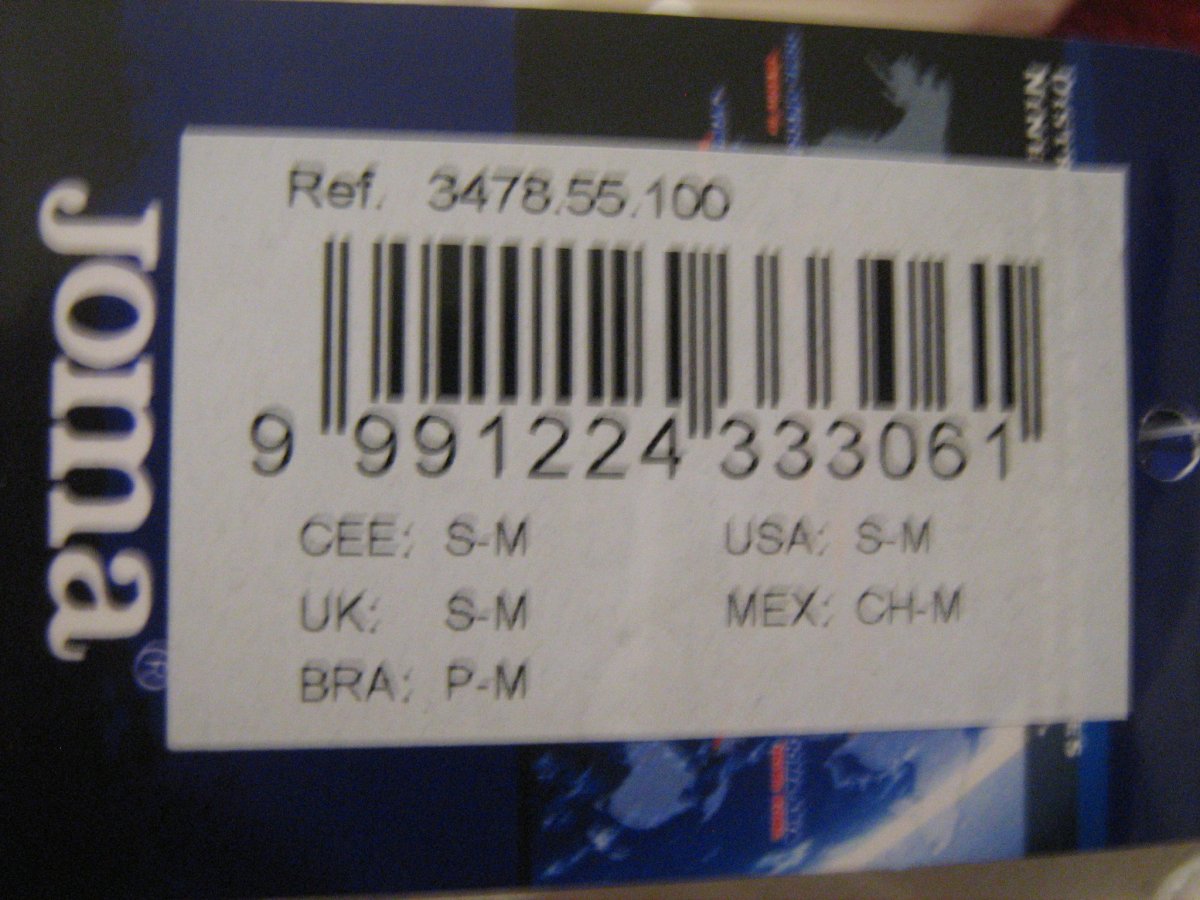 Joma
Ref. 3478.55.100
9 991224 333061
CEE: S-M USA: S-M
UK: S-M MEX: CH-M
BRA: P-M